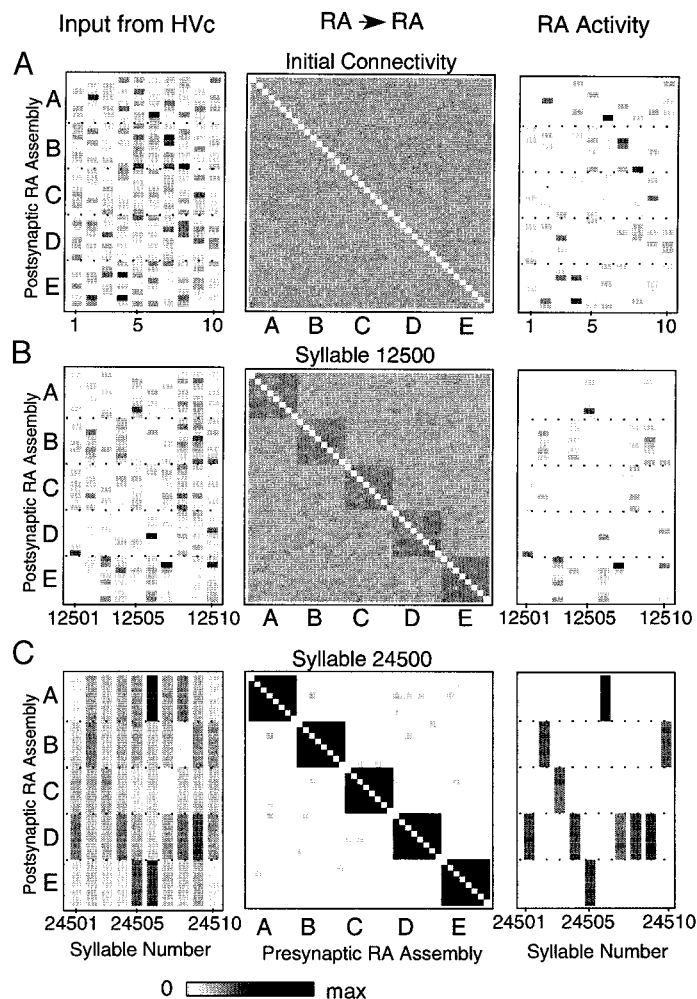 Input from HVc
RA → RA
RA Activity
A
Initial Connectivity
Postsynaptic RA Assembly
A
B
C
D
E
1 5 10
A B C D E
1 5 10
B
Syllable 12500
Postsynaptic RA Assembly
A
B
C
D
E
12501 12505 12510
A B C D E
12501 12505 12510
C
Syllable 24500
Postsynaptic RA Assembly
A
B
C
D
E
24501 24505 24510
A B C D E
24501 24505 24510
Syllable Number
Presynaptic RA Assembly
Syllable Number
0 max